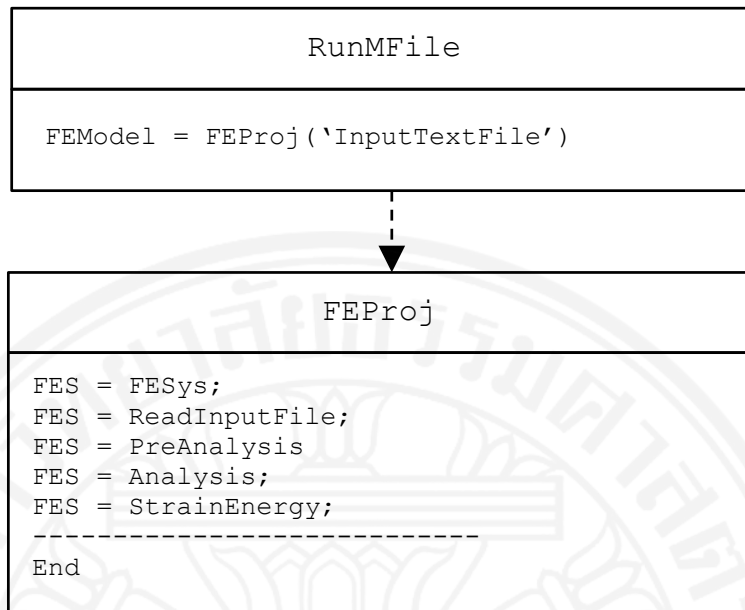 RunMFile
FEModel = FEProj(‘InputTextFile’)
FEProj
FES = FESys;
FES = ReadInputFile;
FES = PreAnalysis
FES = Analysis;
FES = StrainEnergy;
----------------------------
End